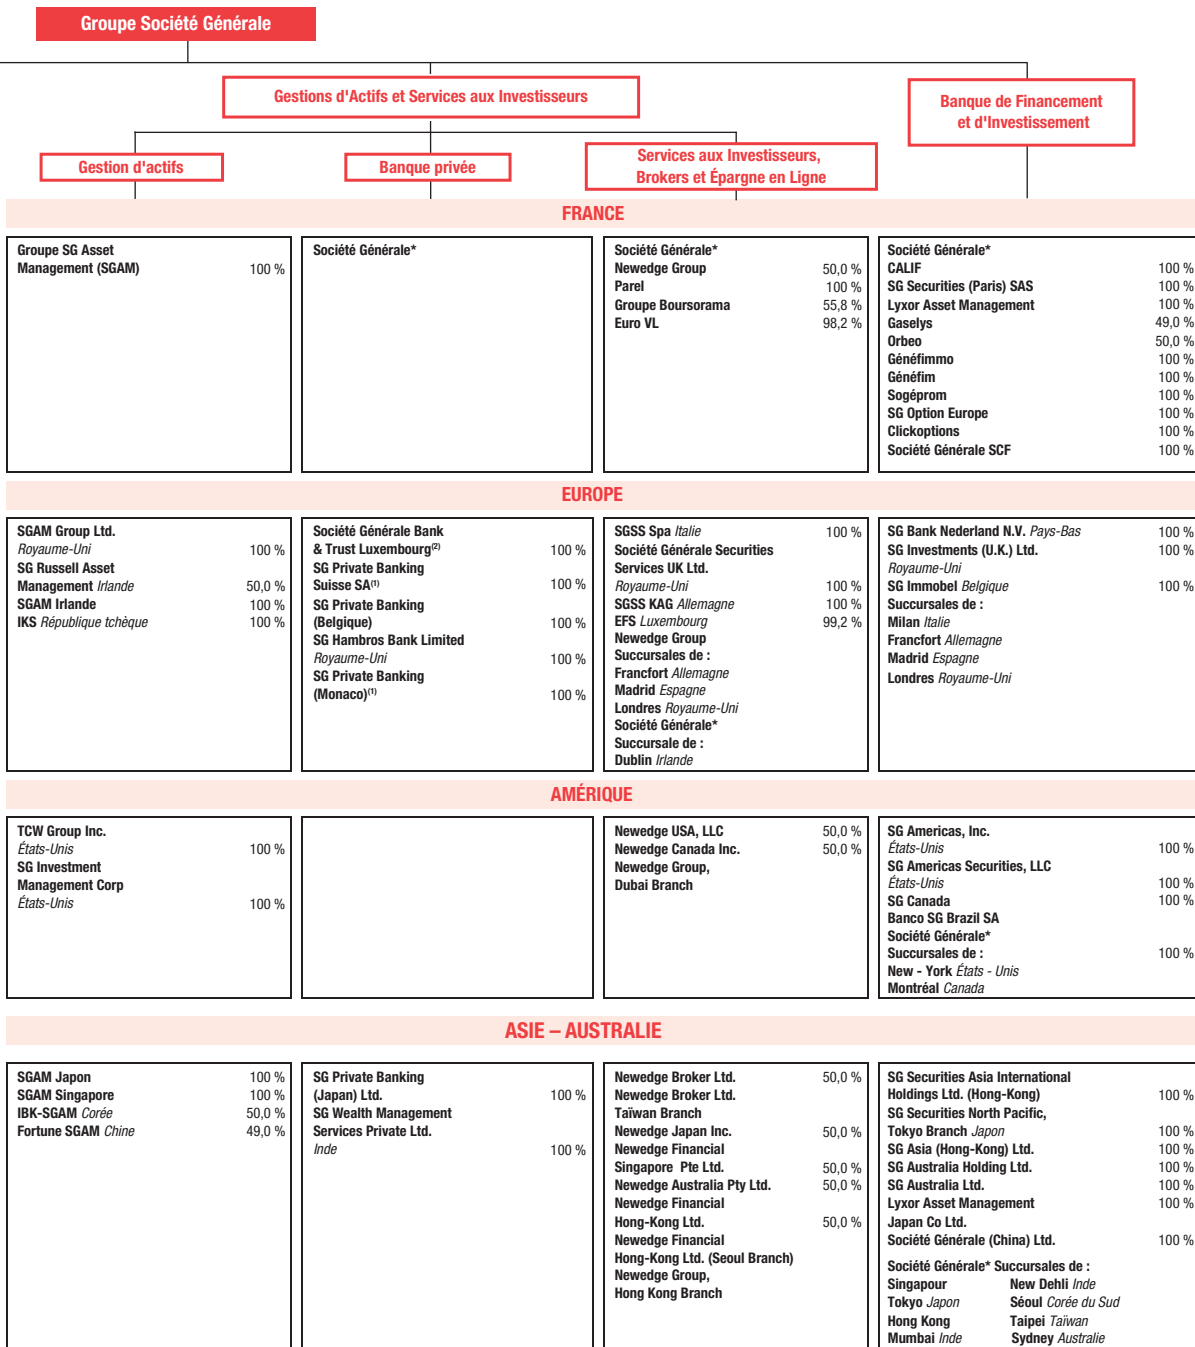 Groupe Société Générale
Gestions d'Actifs et Services aux Investisseurs
Banque de Financement
et d'Investissement
Gestion d'actifs
Banque privée
Services aux Investisseurs,
Brokers et Épargne en Ligne
FRANCE
Groupe SG Asset
Management (SGAM) 100 %
Société Générale*
Société Générale*
Newedge Group 50,0 %
Parel 100 %
Groupe Boursorama 55,8 %
Euro VL 98,2 %
Société Générale*
CALIF 100 %
SG Securities (Paris) SAS 100 %
Lyxor Asset Management 100 %
Gaselys 49,0 %
Orbeo 50,0 %
Généfimmo 100 %
Généfim 100 %
Sogéprom 100 %
SG Option Europe 100 %
Clickoptions 100 %
Société Générale SCF 100 %
EUROPE
SGAM Group Ltd.
Royaume-Uni 100 %
SG Russell Asset
Management Irlande 50,0 %
SGAM Irlande 100 %
IKS République tchèque 100 %
Société Générale Bank
& Trust Luxembourg(2) 100 %
SG Private Banking
Suisse SA(1) 100 %
SG Private Banking
(Belgique) 100 %
SG Hambros Bank Limited
Royaume-Uni 100 %
SG Private Banking
(Monaco)(1) 100 %
SGSS Spa Italie 100 %
Société Générale Securities
Services UK Ltd.
Royaume-Uni 100 %
SGSS KAG Allemagne 100 %
EFS Luxembourg 99,2 %
Newedge Group
Succursales de :
Francfort Allemagne
Madrid Espagne
Londres Royaume-Uni
Société Générale*
Succursale de :
Dublin Irlande
SG Bank Nederland N.V. Pays-Bas 100 %
SG Investments (U.K.) Ltd. 100 %
Royaume-Uni
SG Immobel Belgique 100 %
Succursales de :
Milan Italie
Francfort Allemagne
Madrid Espagne
Londres Royaume-Uni
AMÉRIQUE
TCW Group Inc.
États-Unis 100 %
SG Investment
Management Corp
États-Unis 100 %
Newedge USA, LLC 50,0 %
Newedge Canada Inc. 50,0 %
Newedge Group,
Dubai Branch
SG Americas, Inc.
États-Unis 100 %
SG Americas Securities, LLC
États-Unis 100 %
SG Canada 100 %
Banco SG Brazil SA
Société Générale*
Succursales de : 100 %
New - York États - Unis
Montréal Canada
ASIE – AUSTRALIE
SGAM Japon 100 %
SGAM Singapore 100 %
IBK-SGAM Corée 50,0 %
Fortune SGAM Chine 49,0 %
SG Private Banking
(Japan) Ltd. 100 %
SG Wealth Management
Services Private Ltd.
Inde 100 %
Newedge Broker Ltd. 50,0 %
Newedge Broker Ltd.
Taïwan Branch
Newedge Japan Inc. 50,0 %
Newedge Financial
Singapore Pte Ltd. 50,0 %
Newedge Australia Pty Ltd. 50,0 %
Newedge Financial
Hong-Kong Ltd. 50,0 %
Newedge Financial
Hong-Kong Ltd. (Seoul Branch)
Newedge Group,
Hong Kong Branch
SG Securities Asia International
Holdings Ltd. (Hong-Kong) 100 %
SG Securities North Pacific,
Tokyo Branch Japon 100 %
SG Asia (Hong-Kong) Ltd. 100 %
SG Australia Holding Ltd. 100 %
SG Australia Ltd. 100 %
Lyxor Asset Management 100 %
Japan Co Ltd.
Société Générale (China) Ltd. 100 %
Société Générale* Succursales de :
Singapour New Dehli Inde
Tokyo Japon Séoul Corée du Sud
Hong Kong Taipei Taïwan
Mumbai Inde Sydney Australie